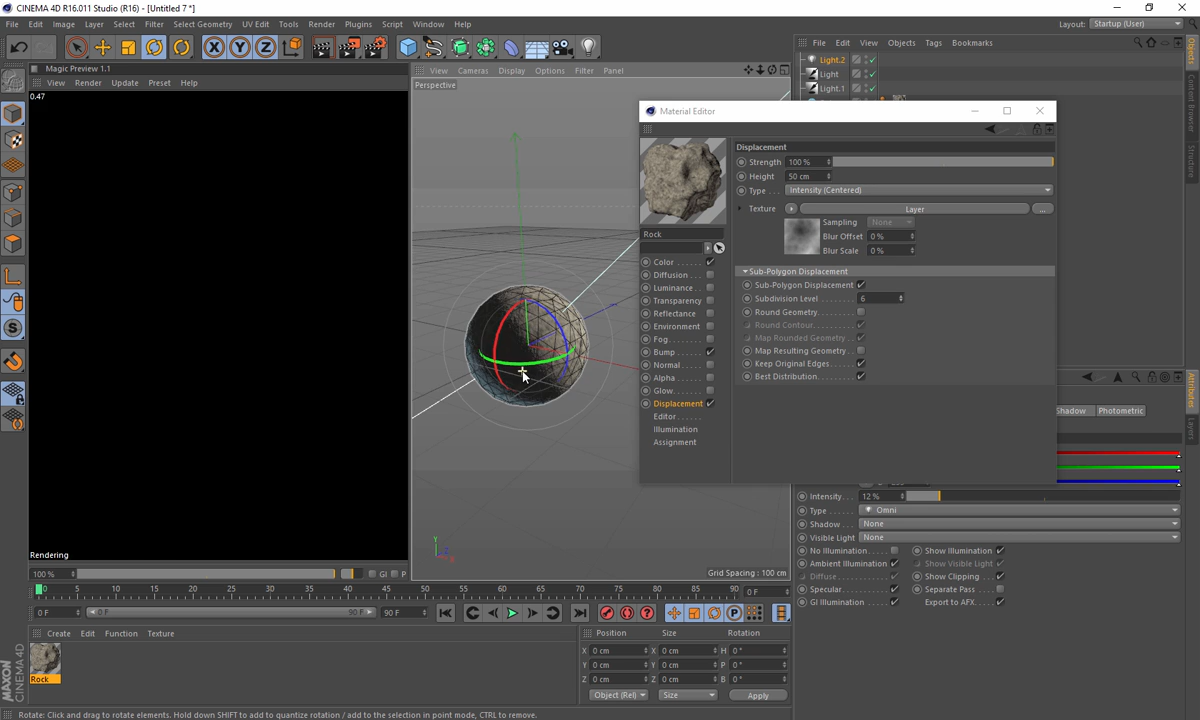 CINEMA 4D R16.011 Studio (R16) - [Untitled 7 *]
File Edit Image Layer Select Filter Select Geometry UV Edit Tools Render Plugins Script Window Help
Layout: Startup (User)
Magic Preview 1.1
View Render Update Preset Help
0.47
Rendering
100 %
GI P
View Cameras Display Options Filter Panel
Perspective
Y
Grid Spacing : 100 cm
File Edit View Objects Tags Bookmarks
Light.2
Light
Light.1
Objects
Content Browser
Structure
Attributes
Layers
Material Editor
Rock
Color
Diffusion
Luminance
Transparency
Reflectance
Environment
Fog
Bump
Normal
Alpha
Glow
Displacement
Editor
Illumination
Assignment
Displacement
Strength 100 %
Height 50 cm
Type Intensity (Centered)
Texture Layer ...
Sampling None
Blur Offset 0 %
Blur Scale 0 %
Sub-Polygon Displacement
Sub-Polygon Displacement
Subdivision Level 6
Round Geometry
Round Contour
Map Rounded Geometry
Map Resulting Geometry
Keep Original Edges
Best Distribution
Shadow Photometric
Intensity 12 %
Type Omni
Shadow None
Visible Light None
No Illumination Show Illumination
Ambient Illumination Show Visible Light
Diffuse Show Clipping
Specular Separate Pass
GI Illumination Export to AFX
0 5 10 15 20 25 30 35 40 45 50 55 60 65 70 75 80 85 90 0 F
0 F 0 F 90 F 90 F
Create Edit Function Texture
Rock
MAXON
CINEMA 4D
Position Size Rotation
X 0 cm X 0 cm H 0 °
Y 0 cm Y 0 cm P 0 °
Z 0 cm Z 0 cm B 0 °
Object (Rel) Size Apply
Rotate: Click and drag to rotate elements. Hold down SHIFT to add to quantize rotation / add to the selection in point mode, CTRL to remove.